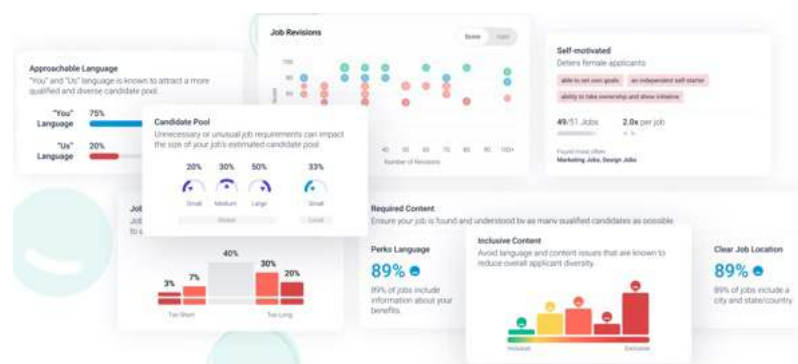 Job Revisions
Score
100
90
80
40 50 60 70 80 90 100+
Number of Revisions
Self-motivated
Deters female applicants
able to set own goals
an independent self-starter
ability to take ownership and show initiative
49/51 Jobs
2.0x per job
Found most often
Marketing Jobs, Design Jobs
Approachable Language
"You" and "Us" language is known to attract a more
qualified and diverse candidate pool.
"You"
Language
75%
"Us"
Language
20%
Candidate Pool
Unnecessary or unusual job requirements can impact
the size of your job's estimated candidate pool
20% 30% 50% 33%
Small Medium Large Small
Global
Local
Job
3% 7% 40% 30% 20%
Too Short
Too Long
Required Content
Ensure your job is found and understood by as many qualified candidates as possible.
Perks Language
89%
89% of jobs include
information about your
benefits.
Inclusive Content
Avoid language and content issues that are known to
reduce overall applicant diversity.
Inclusive
Exclusive
Clear Job Location
89%
89% of jobs include a
city and state/country